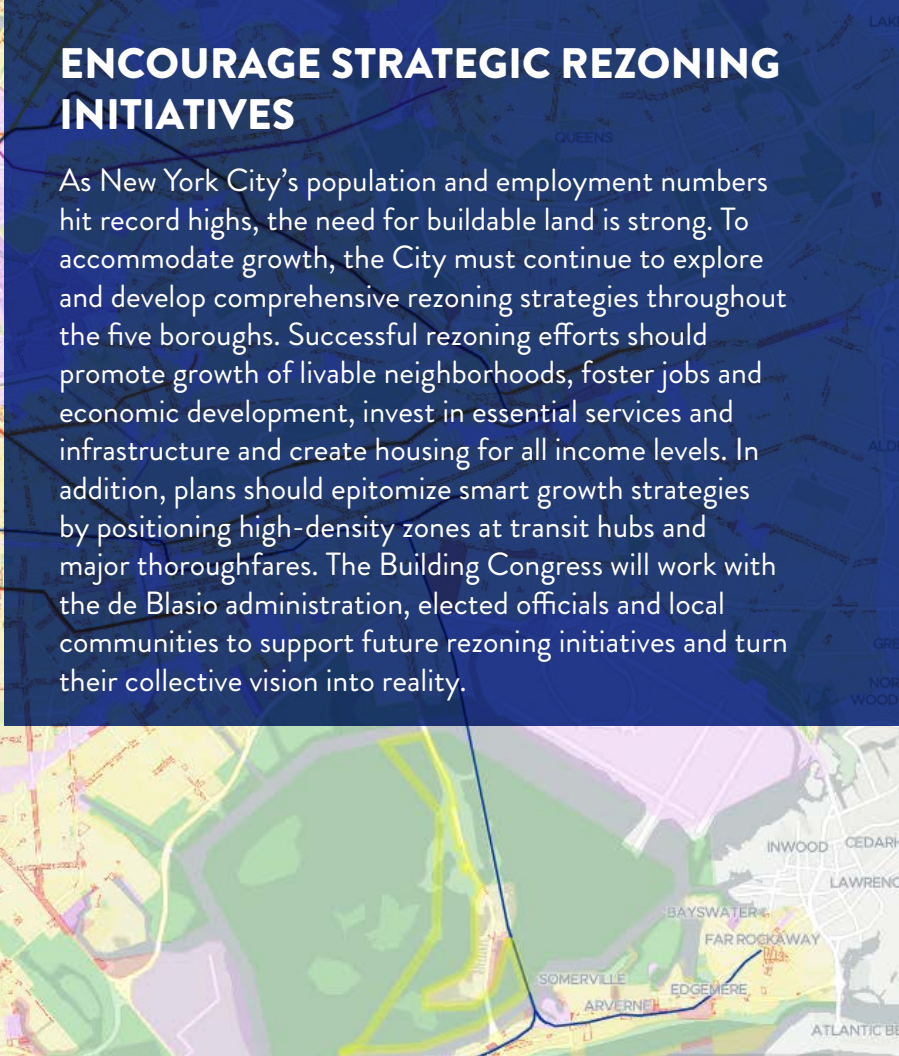 ENCOURAGE STRATEGIC REZONING
INITIATIVES
As New York City’s population and employment numbers
hit record highs, the need for buildable land is strong. To
accommodate growth, the City must continue to explore
and develop comprehensive rezoning strategies throughout
the five boroughs. Successful rezoning efforts should
promote growth of livable neighborhoods, foster jobs and
economic development, invest in essential services and
infrastructure and create housing for all income levels. In
addition, plans should epitomize smart growth strategies
by positioning high-density zones at transit hubs and
major thoroughfares. The Building Congress will work with
the de Blasio administration, elected officials and local
communities to support future rezoning initiatives and turn
their collective vision into reality.
QUEENS
INWOOD
BAYSWATER
FAR ROCKAWAY
SOMERVILLE
EDGEMERE
ARVERNE
ATLANTIC